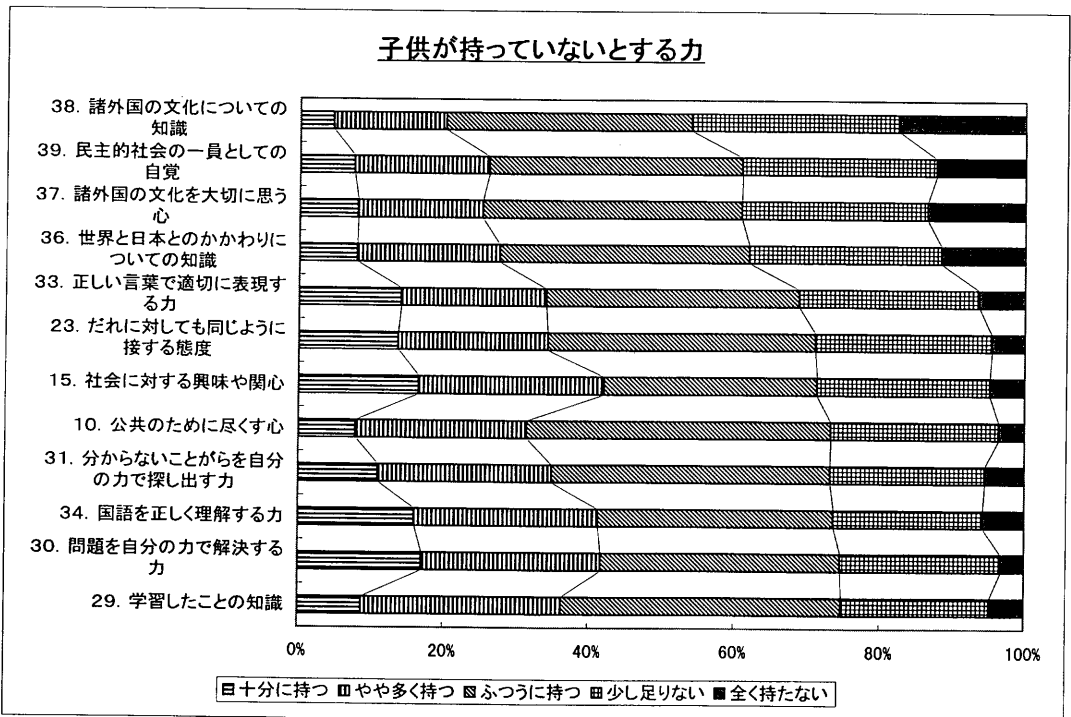 子供が持っていないとする力
38. 諸外国の文化についての
知識
39. 民主的社会の一員としての
自覚
37. 諸外国の文化を大切に思う
心
36. 世界と日本とのかかわりに
ついての知識
33. 正しい言葉で適切に表現す
る力
23. だれに対しても同じように
接する態度
15. 社会に対する興味や関心
10. 公共のために尽くす心
31. 分からないことがらを自分
の力で探し出す力
34. 国語を正しく理解する力
30. 問題を自分の力で解決する
力
29. 学習したことの知識
0% 20% 40% 60% 80% 100%
十分に持つ やや多く持つ ふつうに持つ 少し足りない 全く持たない